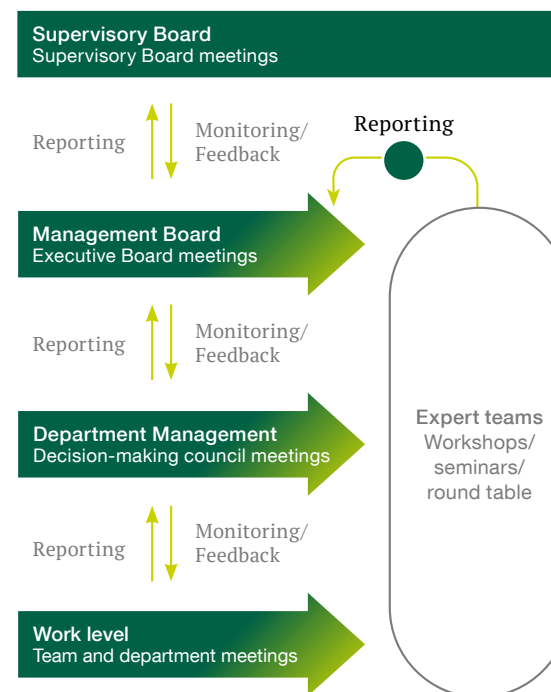 Supervisory Board
Supervisory Board meetings
Reporting
Monitoring/
Feedback
Reporting
Management Board
Executive Board meetings
Reporting
Monitoring/
Feedback
Department Management
Decision-making council meetings
Expert teams
Workshops/
seminars/
round table
Reporting
Monitoring/
Feedback
Work level
Team and department meetings